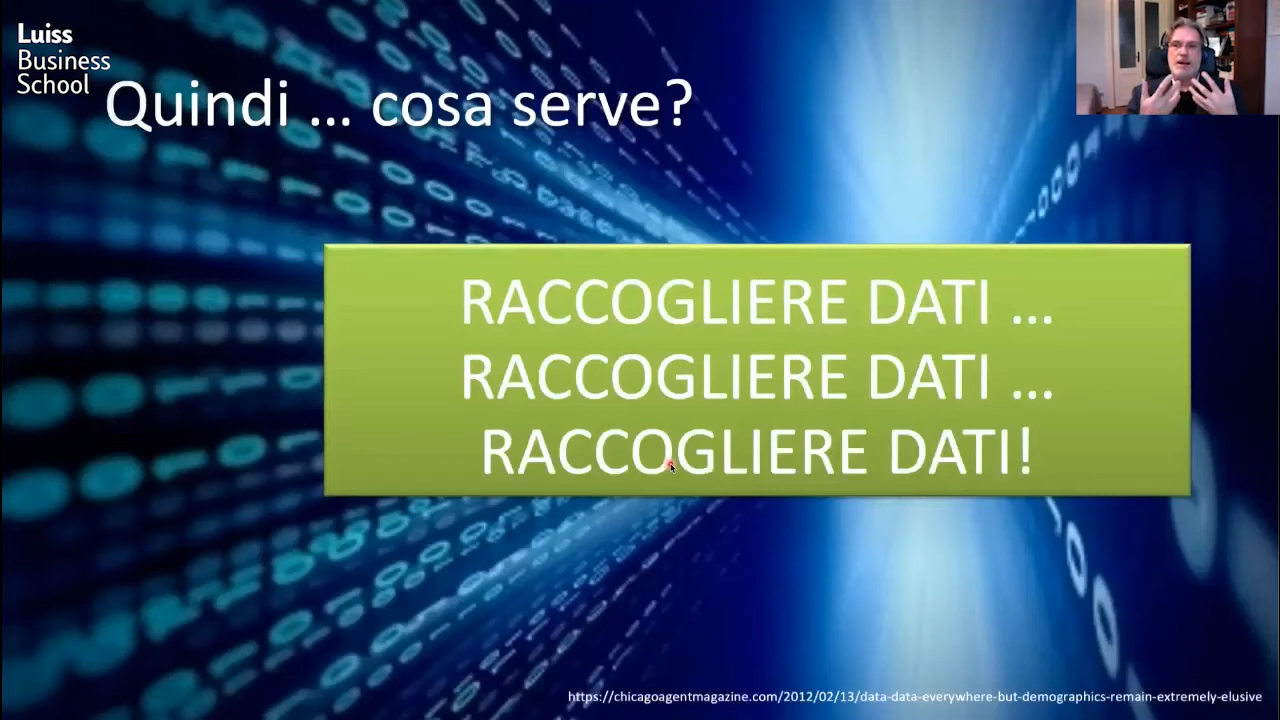 Luiss
Business
School
Quindi ... cosa serve?
RACCOGLIERE DATI ...
RACCOGLIERE DATI ...
RACCOGLIERE DATI!
https://chicagoagentmagazine.com/2012/02/13/data-data-everywhere-but-demographics-remain-extremely-elusive